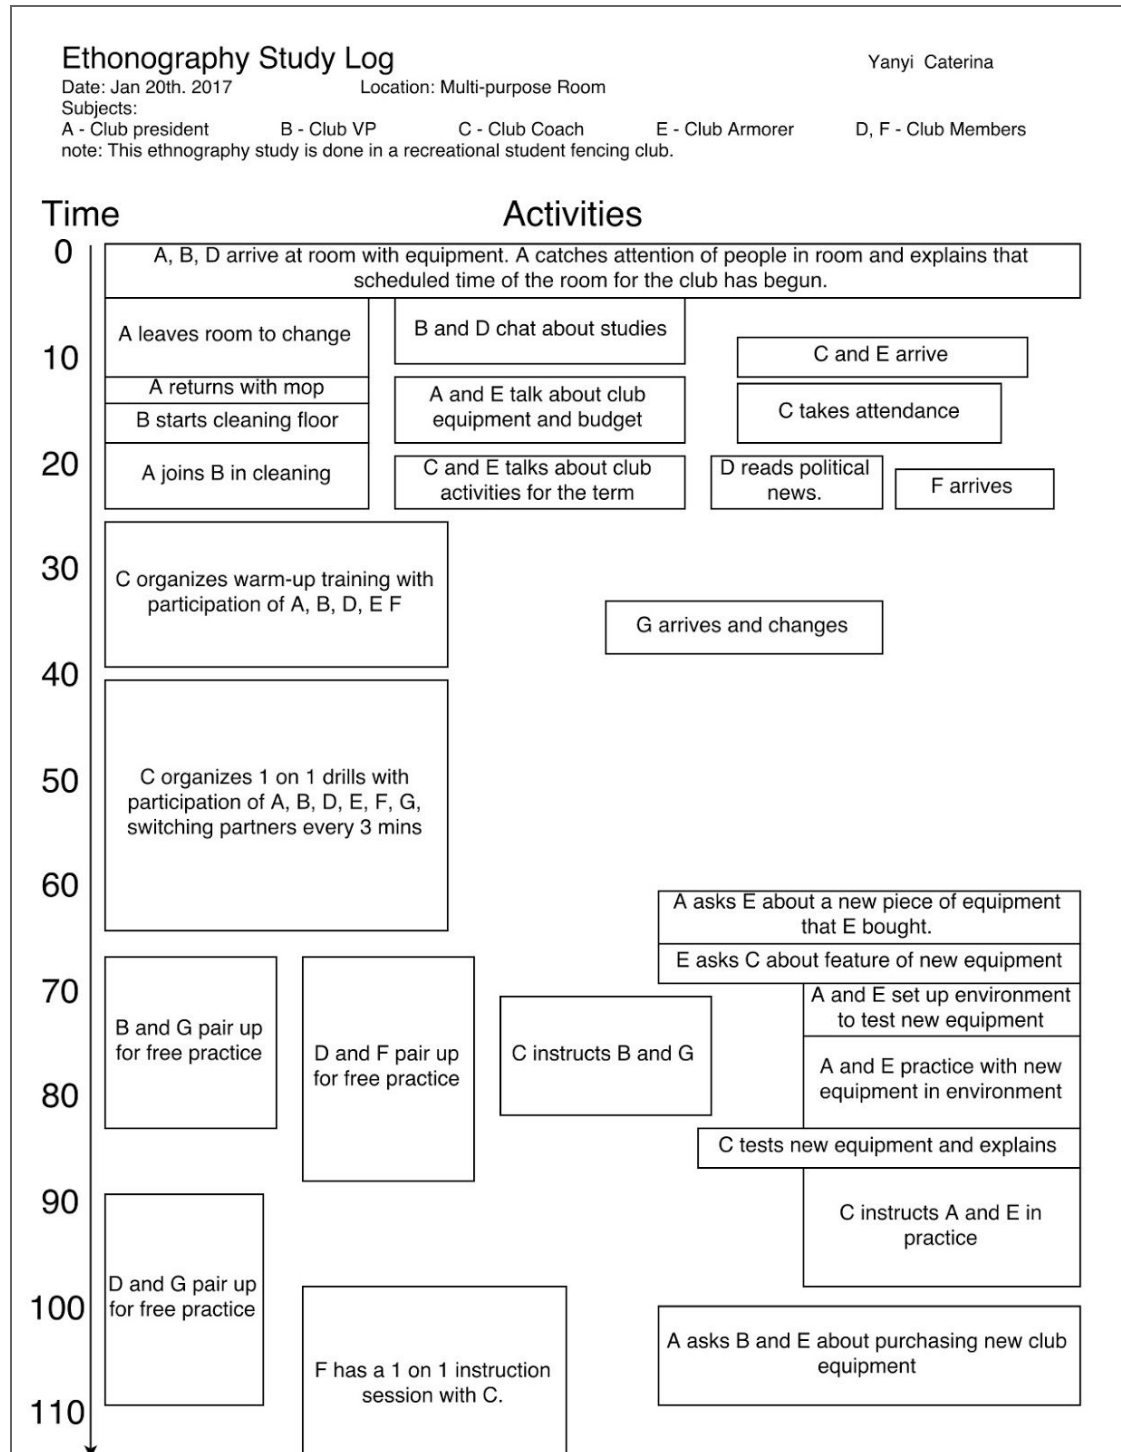 Ethonography Study Log
Yanyi Caterina
Date: Jan 20th. 2017 Location: Multi-purpose Room
Subjects:
A - Club president B - Club VP C - Club Coach E - Club Armorer D, F - Club Members
note: This ethnography study is done in a recreational student fencing club.
Time Activities
0
A, B, D arrive at room with equipment. A catches attention of people in room and explains that
scheduled time of the room for the club has begun.
A leaves room to change
B and D chat about studies
10
C and E arrive
A returns with mop
A and E talk about club
equipment and budget
C takes attendance
B starts cleaning floor
20
A joins B in cleaning
C and E talks about club
activities for the term
D reads political
news.
F arrives
30
C organizes warm-up training with
participation of A, B, D, E F
G arrives and changes
40
50
C organizes 1 on 1 drills with
participation of A, B, D, E, F, G,
switching partners every 3 mins
60
A asks E about a new piece of equipment
that E bought.
E asks C about feature of new equipment
70
A and E set up environment
to test new equipment
B and G pair up
for free practice
D and F pair up
for free practice
C instructs B and G
A and E practice with new
equipment in environment
80
C tests new equipment and explains
90
C instructs A and E in
practice
D and G pair up
for free practice
100
A asks B and E about purchasing new club
equipment
F has a 1 on 1 instruction
session with C.
110